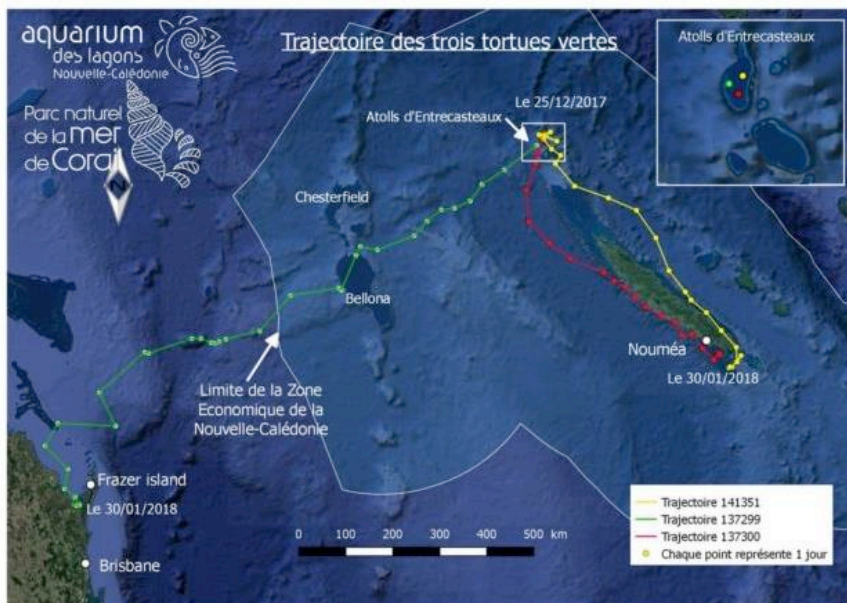 aquarium
des lagons
Nouvelle-Calédonie
Parc naturel
de la mer
de Corail
N
Trajectoire des trois tortues vertes
Atolls d'Entrecasteaux
Le 25/12/2017
Atolls d'Entrecasteaux
Chesterfield
Bellona
Nouméa
Le 30/01/2018
Limite de la Zone
Economique de la
Nouvelle-Calédonie
Frazer island
Le 30/01/2018
Brisbane
0 100 200 300 400 500 km
Trajectoire 141351
Trajectoire 137299
Trajectoire 137300
Chaque point représente 1 jour